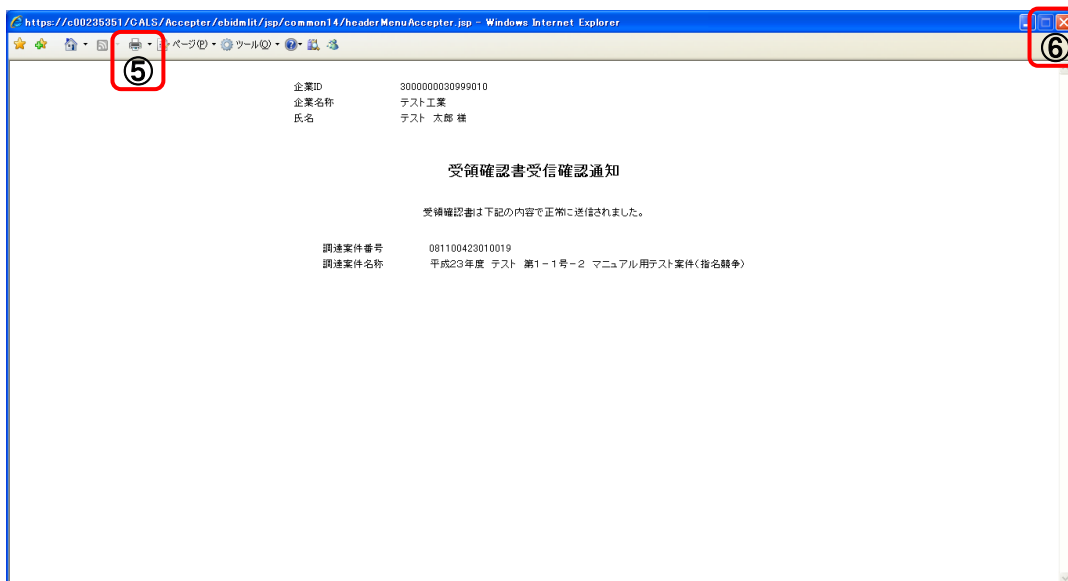 https://c00235351/CALS/Accepter/ebidmlit/jsp/common14/headerMenuAccepter.jsp - Windows Internet Explorer
ページ(P) ツール(O)
⑤
⑥
企業ID 3000000030999010
企業名称 テスト工業
氏名 テスト 太郎 様
受領確認書受信確認通知
受領確認書は下記の内容で正常に送信されました。
調達案件番号 081100423010019
調達案件名称 平成23年度 テスト 第1-1号-2 マニュアル用テスト案件(指名競争)